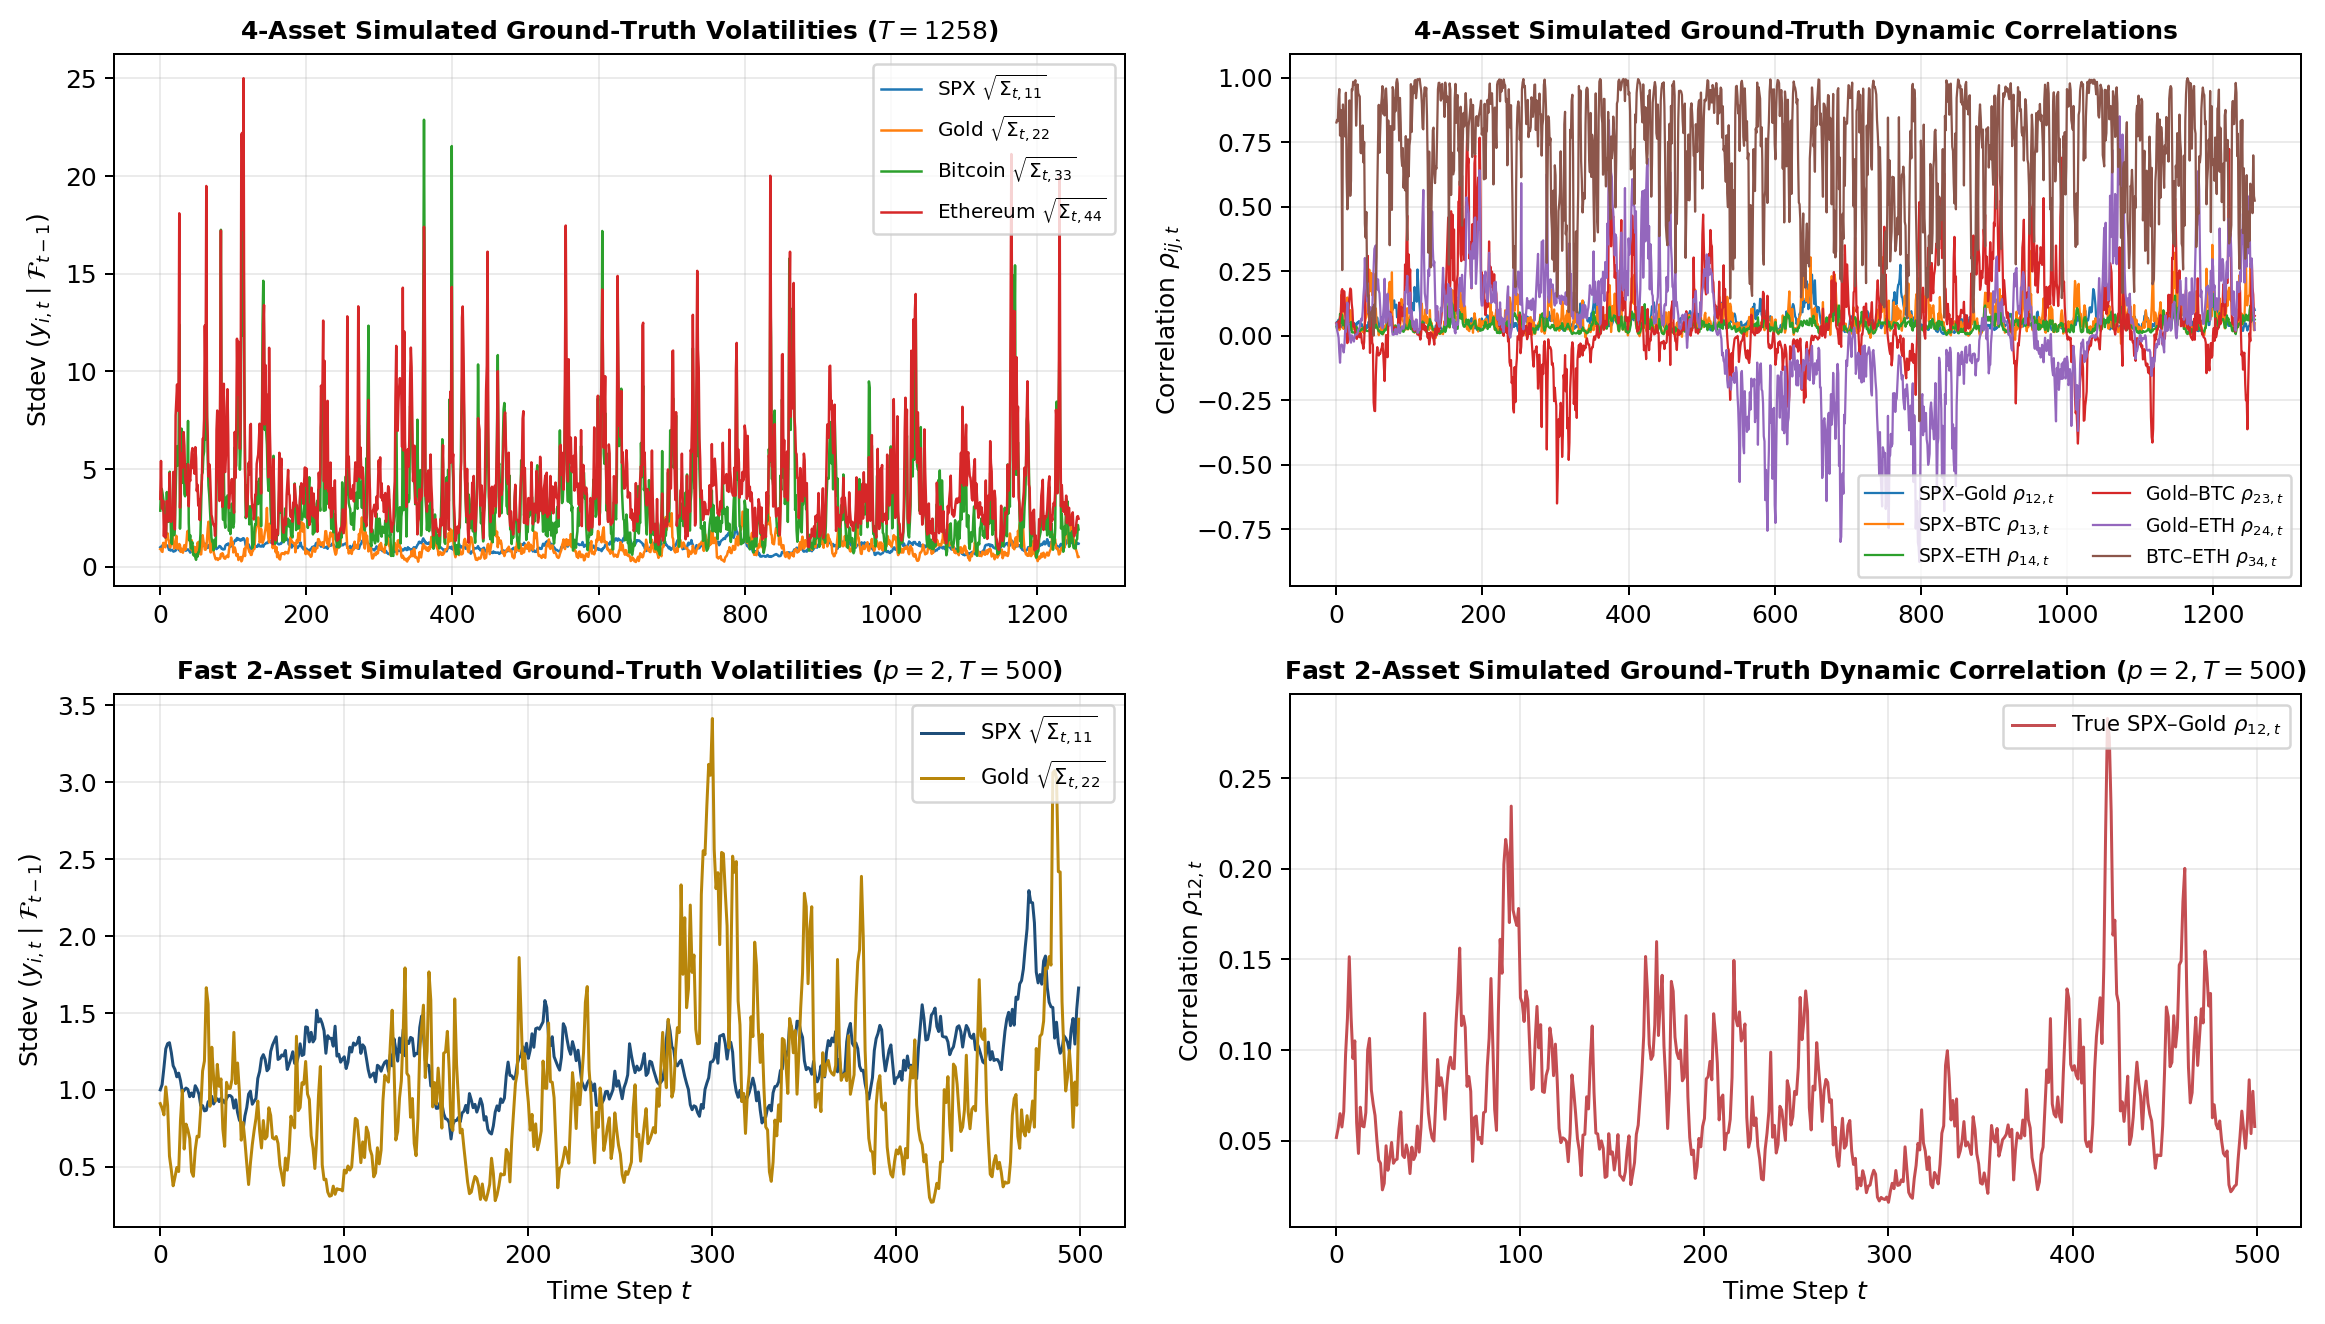 4-Asset Simulated Ground-Truth Volatilities (T = 1258)
Stdev (y_{i,t} | ℱ_{t−1})
25
20
15
10
5
0
0 200 400 600 800 1000 1200
SPX √Σ_{t,11}
Gold √Σ_{t,22}
Bitcoin √Σ_{t,33}
Ethereum √Σ_{t,44}
4-Asset Simulated Ground-Truth Dynamic Correlations
Correlation ρ_{ij,t}
1.00
0.75
0.50
0.25
0.00
−0.25
−0.50
−0.75
0 200 400 600 800 1000 1200
SPX–Gold ρ_{12,t}
SPX–BTC ρ_{13,t}
SPX–ETH ρ_{14,t}
Gold–BTC ρ_{23,t}
Gold–ETH ρ_{24,t}
BTC–ETH ρ_{34,t}
Fast 2-Asset Simulated Ground-Truth Volatilities (p = 2, T = 500)
Stdev (y_{i,t} | ℱ_{t−1})
3.5
3.0
2.5
2.0
1.5
1.0
0.5
0 100 200 300 400 500
Time Step t
SPX √Σ_{t,11}
Gold √Σ_{t,22}
Fast 2-Asset Simulated Ground-Truth Dynamic Correlation (p = 2, T = 500)
Correlation ρ_{12,t}
0.25
0.20
0.15
0.10
0.05
0 100 200 300 400 500
Time Step t
True SPX–Gold ρ_{12,t}